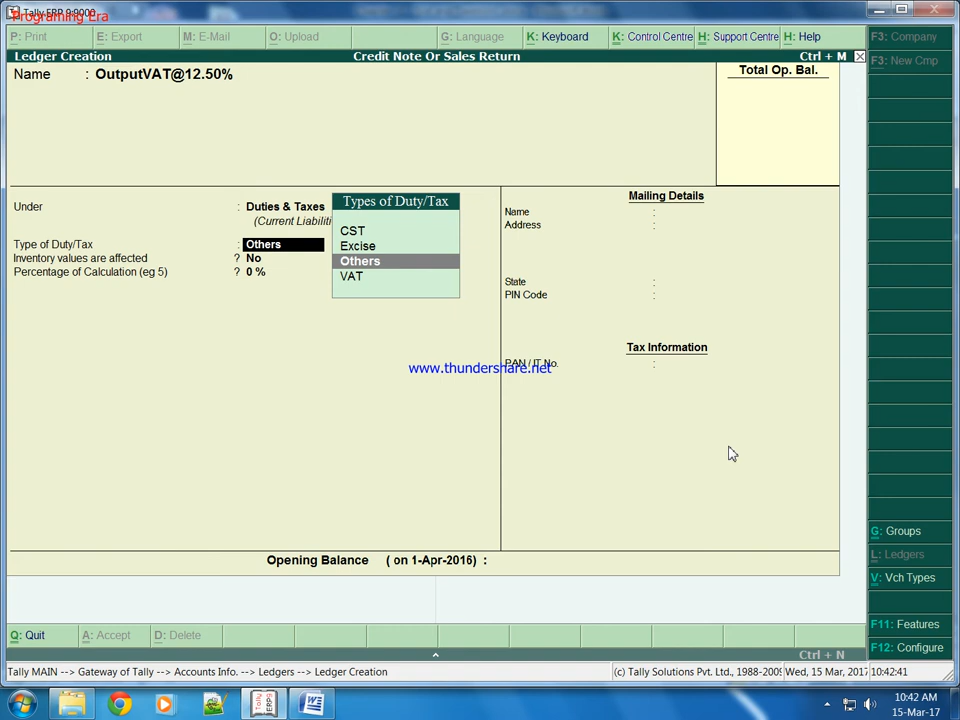 Tally.ERP 9:9000
Programing Era
P: Print
E: Export
M: E-Mail
O: Upload
G: Language
K: Keyboard
K: Control Centre
H: Support Centre
H: Help
F3: Company
F3: New Cmp
Ledger Creation
Credit Note Or Sales Return
Ctrl + M
Name : OutputVAT@12.50%
Total Op. Bal.
Under : Duties & Taxes
(Current Liabiliti
Type of Duty/Tax : Others
Inventory values are affected ? No
Percentage of Calculation (eg 5) ? 0 %
Types of Duty/Tax
CST
Excise
Others
VAT
Mailing Details
Name :
Address :
State :
PIN Code :
Tax Information
PAN / IT No. :
www.thundershare.net
Opening Balance ( on 1-Apr-2016) :
G: Groups
L: Ledgers
V: Vch Types
F11: Features
F12: Configure
Q: Quit
A: Accept
D: Delete
Ctrl + N
Tally MAIN --> Gateway of Tally --> Accounts Info. --> Ledgers --> Ledger Creation
(c) Tally Solutions Pvt. Ltd., 1988-2009
Wed, 15 Mar, 2017
10:42:41
10:42 AM
15-Mar-17